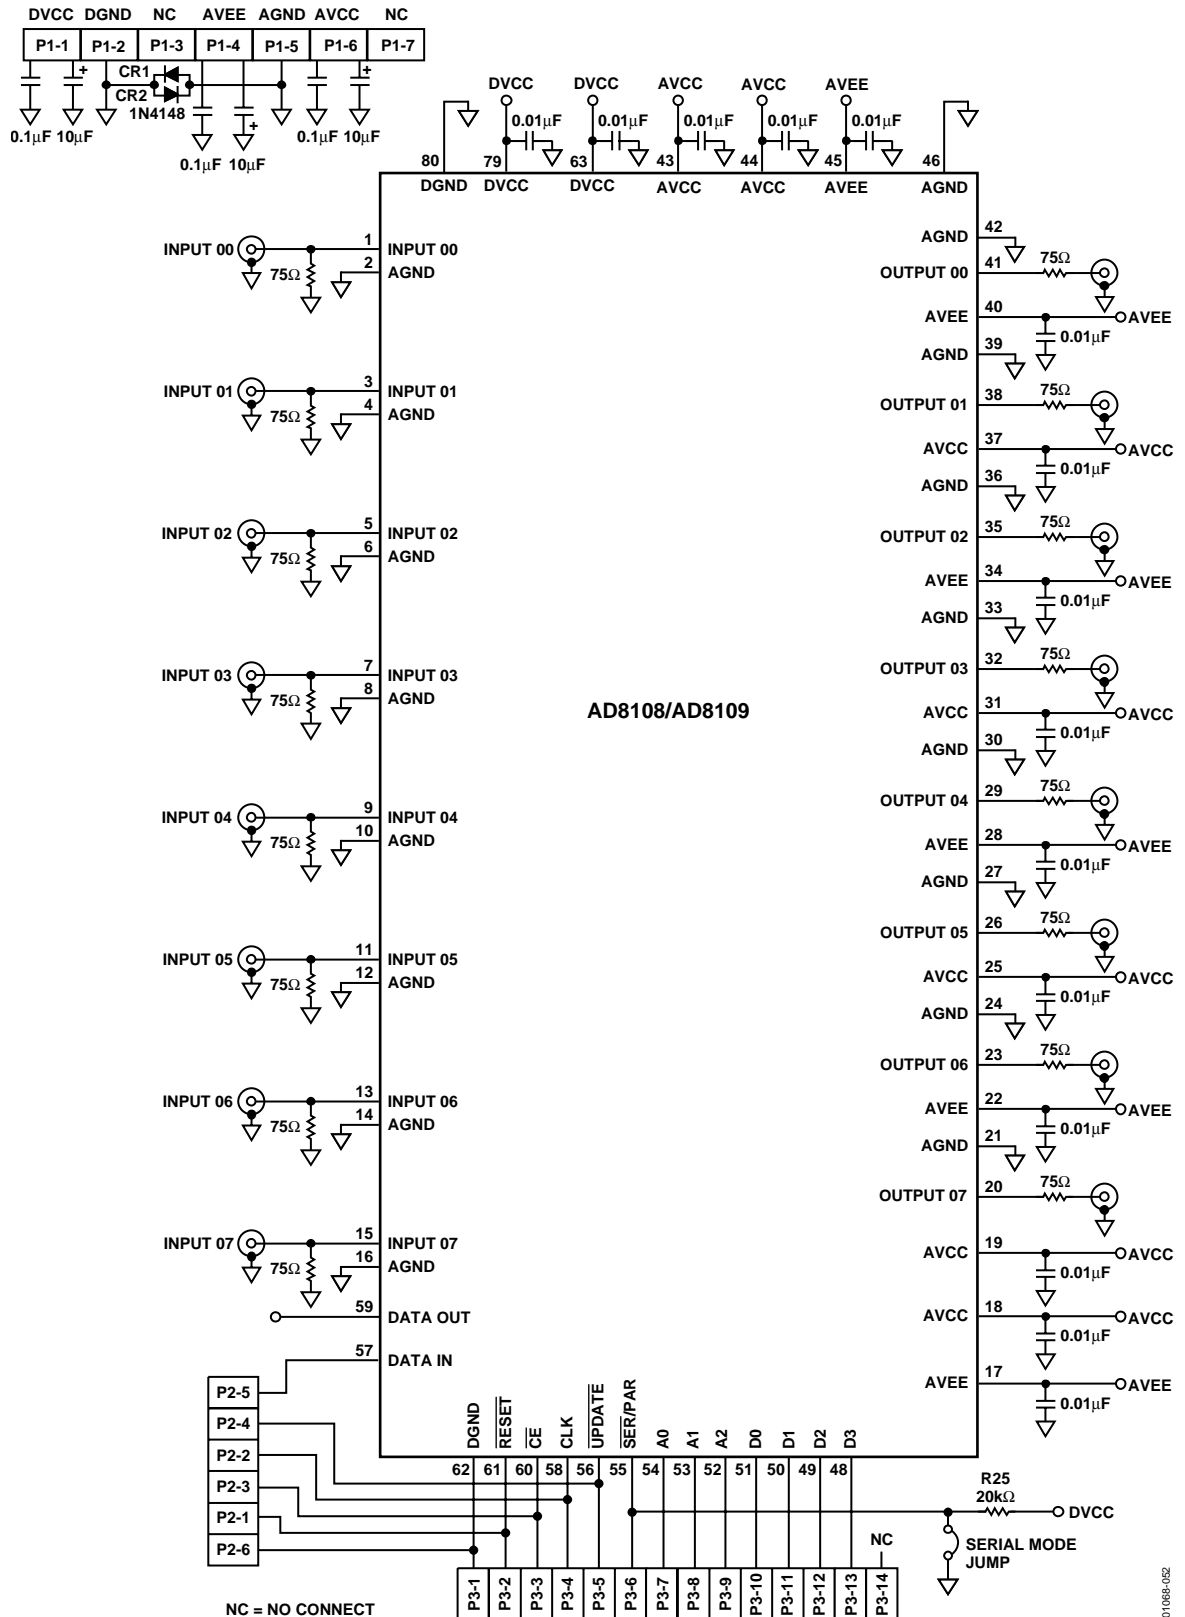 DVCC DGND NC AVEE AGND AVCC NC
P1-1 P1-2 P1-3 P1-4 P1-5 P1-6 P1-7
+ CR1 +
CR2
1N4148
0.1μF 10μF + 0.1μF 10μF
0.1μF 10μF
DVCC DVCC AVCC AVCC AVEE
0.01μF 0.01μF 0.01μF 0.01μF 0.01μF
80 79 63 43 44 45 46
DGND DVCC DVCC AVCC AVCC AVEE AGND
INPUT 00 1 INPUT 00
75Ω 2 AGND
INPUT 01 3 INPUT 01
75Ω 4 AGND
INPUT 02 5 INPUT 02
75Ω 6 AGND
INPUT 03 7 INPUT 03
75Ω 8 AGND
INPUT 04 9 INPUT 04
75Ω 10 AGND
INPUT 05 11 INPUT 05
75Ω 12 AGND
INPUT 06 13 INPUT 06
75Ω 14 AGND
INPUT 07 15 INPUT 07
75Ω 16 AGND
59 DATA OUT
57 DATA IN
AD8108/AD8109
AGND 42
OUTPUT 00 41 75Ω
AVEE 40 AVEE
0.01μF
AGND 39
OUTPUT 01 38 75Ω
AVCC 37 AVCC
0.01μF
AGND 36
OUTPUT 02 35 75Ω
AVEE 34 AVEE
0.01μF
AGND 33
OUTPUT 03 32 75Ω
AVCC 31 AVCC
0.01μF
AGND 30
OUTPUT 04 29 75Ω
AVEE 28 AVEE
0.01μF
AGND 27
OUTPUT 05 26 75Ω
AVCC 25 AVCC
0.01μF
AGND 24
OUTPUT 06 23 75Ω
AVEE 22 AVEE
0.01μF
AGND 21
OUTPUT 07 20 75Ω
AVCC 19 AVCC
0.01μF
AVCC 18 AVCC
0.01μF
AVEE 17 AVEE
0.01μF
P2-5
P2-4
P2-2
P2-3
P2-1
P2-6
DGND RESET CE CLK UPDATE SER/PAR A0 A1 A2 D0 D1 D2 D3
62 61 60 58 56 55 54 53 52 51 50 49 48
R25
20kΩ
DVCC
SERIAL MODE
JUMP
NC
P3-1 P3-2 P3-3 P3-4 P3-5 P3-6 P3-7 P3-8 P3-9 P3-10 P3-11 P3-12 P3-13 P3-14
NC = NO CONNECT
01068-052